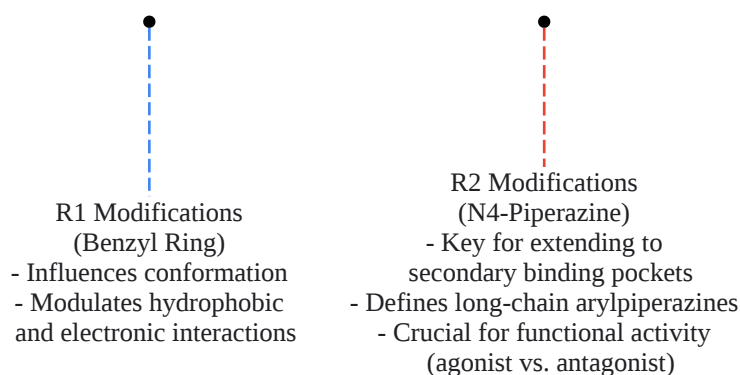 R1 Modifications
(Benzyl Ring)
- Influences conformation
- Modulates hydrophobic
and electronic interactions
R2 Modifications
(N4-Piperazine)
- Key for extending to
secondary binding pockets
- Defines long-chain arylpiperazines
- Crucial for functional activity
(agonist vs. antagonist)